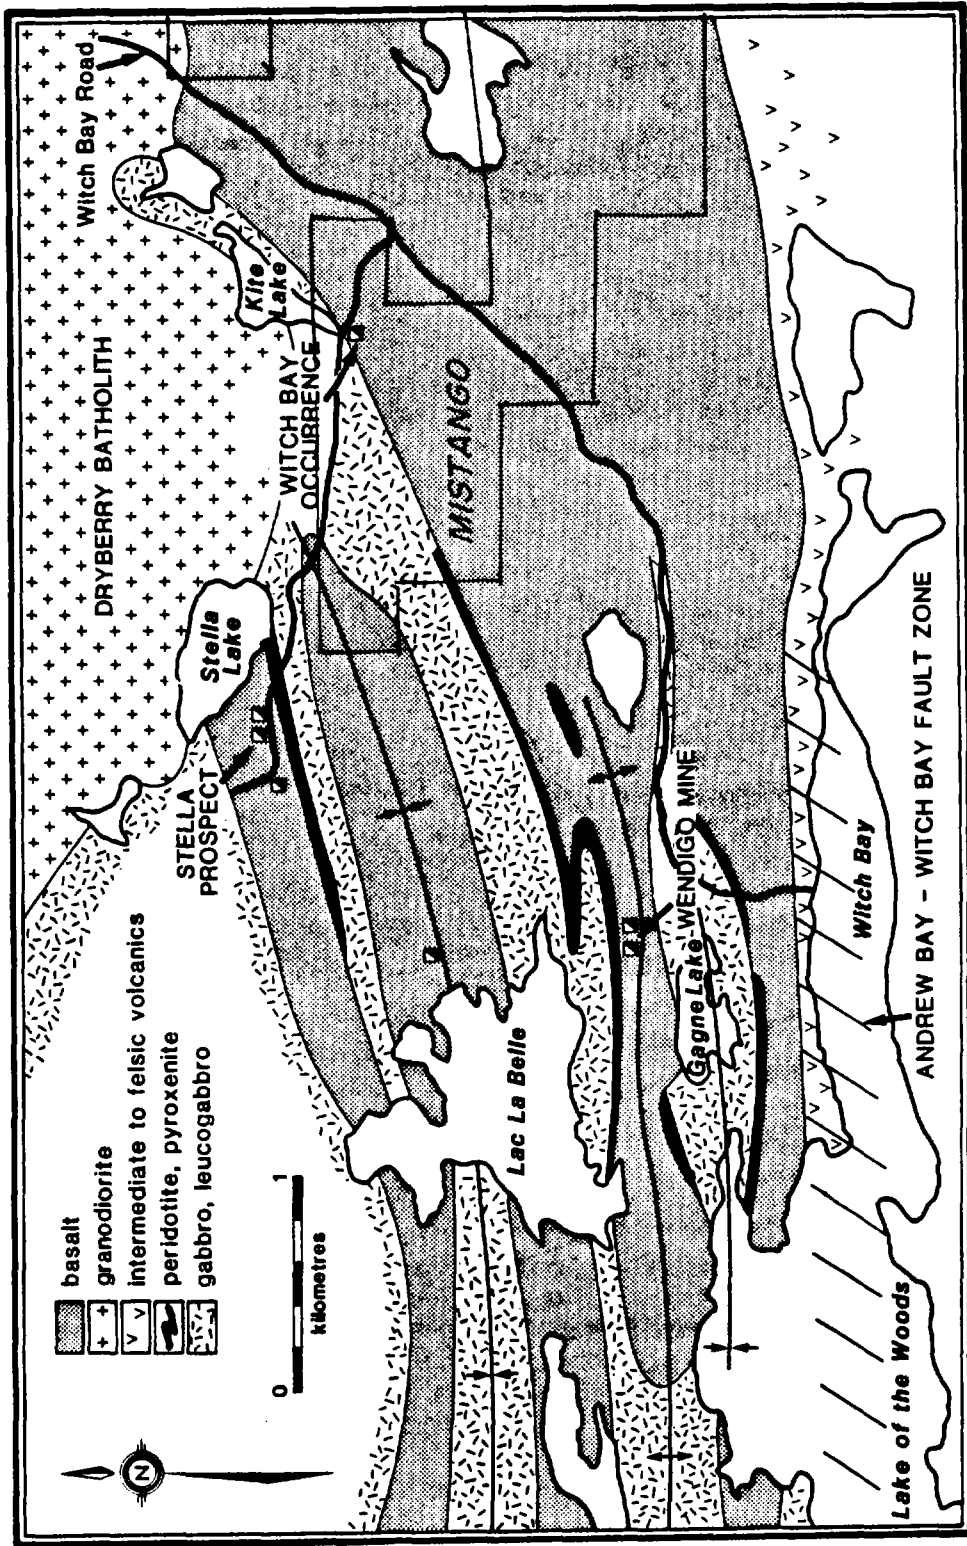 basalt
granodiorite
intermediate to felsic volcanics
peridotite, pyroxenite
gabbro, leucogabbro
0
1
kilometres
N
Witch Bay Road
DRYBERRY BATHOLITH
Kite
Lake
Stella
Lake
WITCH BAY
OCCURRENCE
STELLA
PROSPECT
MISTANGO
Lac La Belle
WENDIGO MINE
Gagne Lake
Witch Bay
Lake of the Woods
ANDREW BAY - WITCH BAY FAULT ZONE